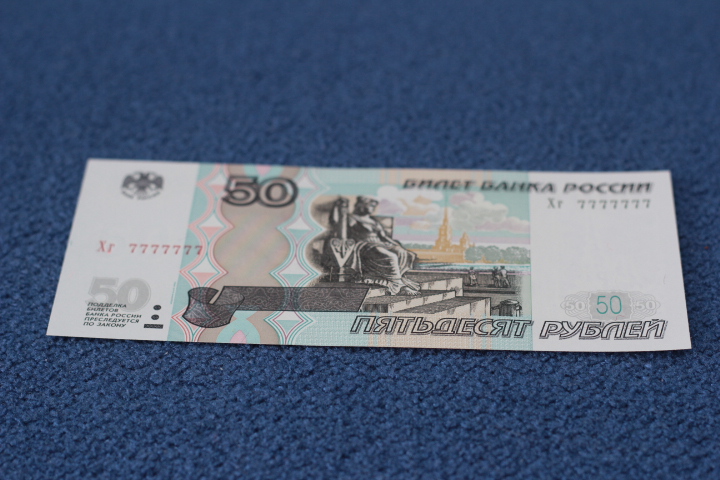 50
БИЛЕТ БАНКА РОССИИ
Хг 7777777
Хг 7777777
50
ПОДДЕЛКА
БИЛЕТОВ
БАНКА РОССИИ
ПРЕСЛЕДУЕТСЯ
ПО ЗАКОНУ
50 50 50
ПЯТЬДЕСЯТ РУБЛЕЙ